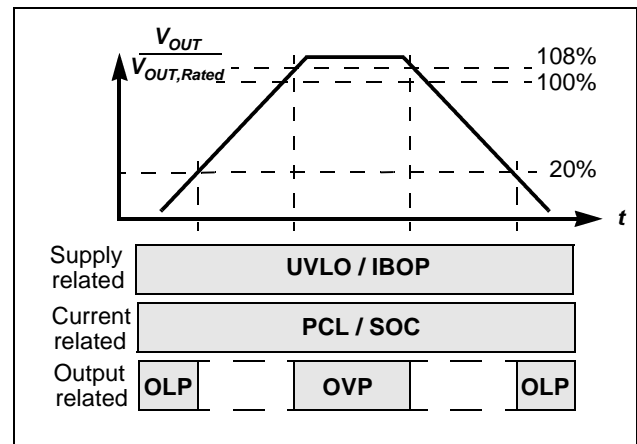 V_OUT
V_OUT,Rated
108%
100%
20%
t
Supply
related
UVLO / IBOP
Current
related
PCL / SOC
Output
related
OLP
OVP
OLP